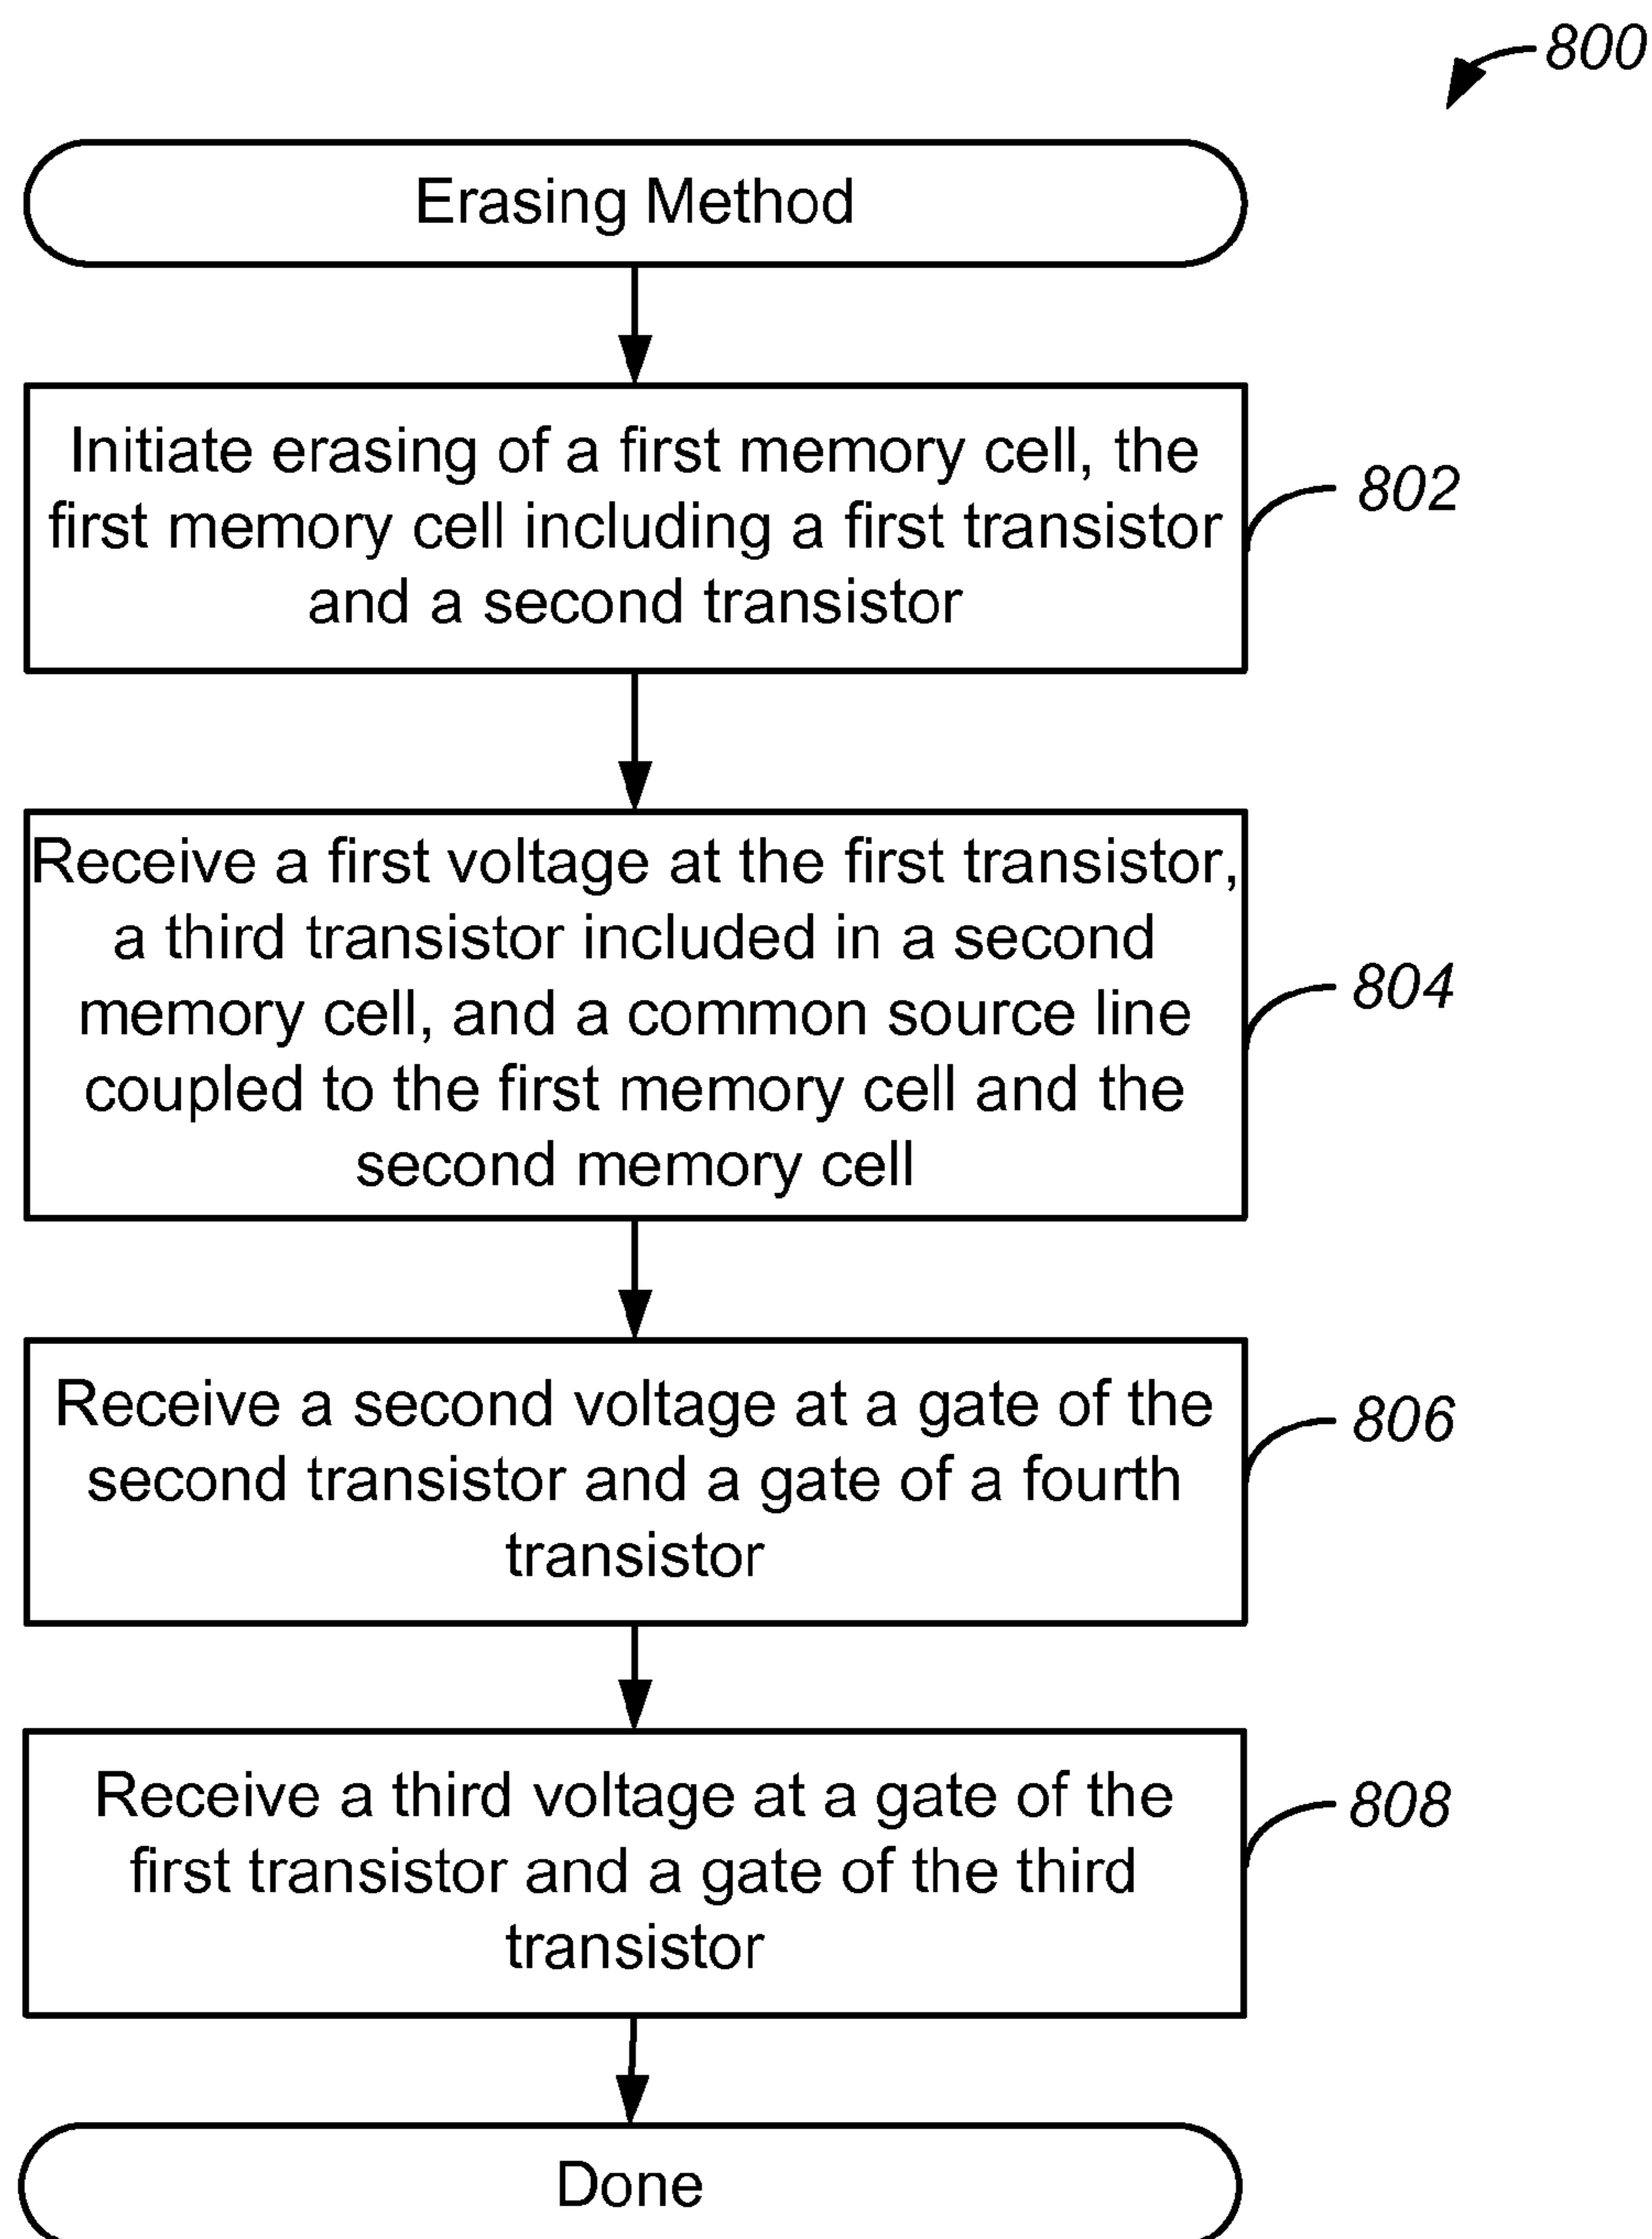 800
Erasing Method
Initiate erasing of a first memory cell, the
first memory cell including a first transistor
and a second transistor
802
Receive a first voltage at the first transistor,
a third transistor included in a second
memory cell, and a common source line
coupled to the first memory cell and the
second memory cell
804
Receive a second voltage at a gate of the
second transistor and a gate of a fourth
transistor
806
Receive a third voltage at a gate of the
first transistor and a gate of the third
transistor
808
Done